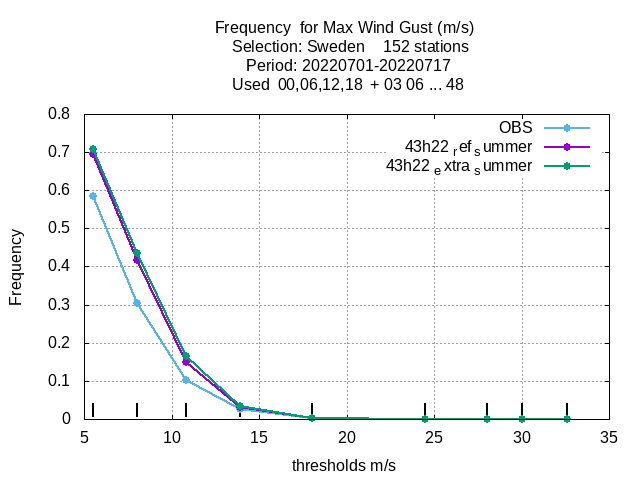 Frequency for Max Wind Gust (m/s)
Selection: Sweden 152 stations
Period: 20220701-20220717
Used 00,06,12,18 + 03 06 ... 48
OBS
43h22 ref summer
43h22 extra summer
Frequency
0.8
0.7
0.6
0.5
0.4
0.3
0.2
0.1
0
5 10 15 20 25 30 35
thresholds m/s